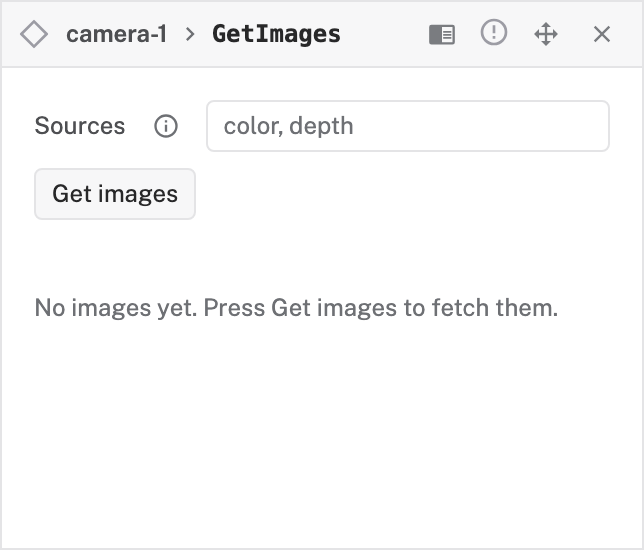 camera-1 > GetImages
Sources color, depth
Get images
No images yet. Press Get images to fetch them.